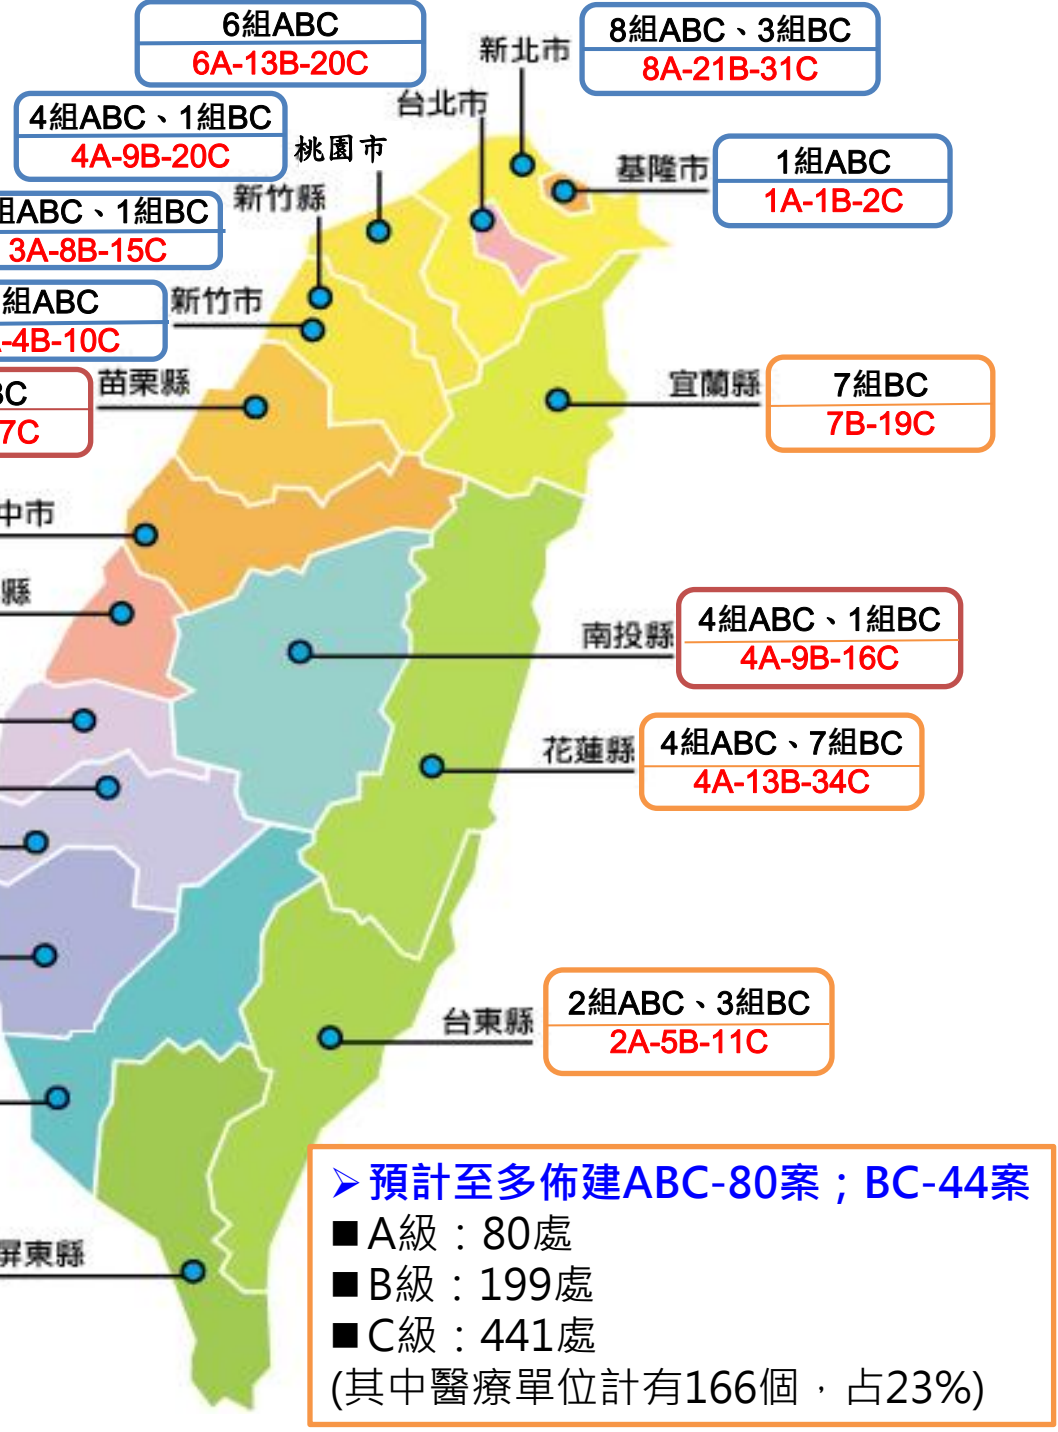 6組ABC
6A-13B-20C
新北市
8組ABC、3組BC
8A-21B-31C
台北市
4組ABC、1組BC
4A-9B-20C
桃園市
基隆市
1組ABC
1A-1B-2C
組ABC、1組BC
3A-8B-15C
新竹縣
組ABC
-4B-10C
新竹市
BC
7C
苗栗縣
宜蘭縣
7組BC
7B-19C
中市
縣
南投縣
4組ABC、1組BC
4A-9B-16C
花蓮縣
4組ABC、7組BC
4A-13B-34C
台東縣
2組ABC、3組BC
2A-5B-11C
屏東縣
➢預計至多佈建ABC-80案；BC-44案
■A級：80處
■B級：199處
■C級：441處
(其中醫療單位計有166個，占23%)